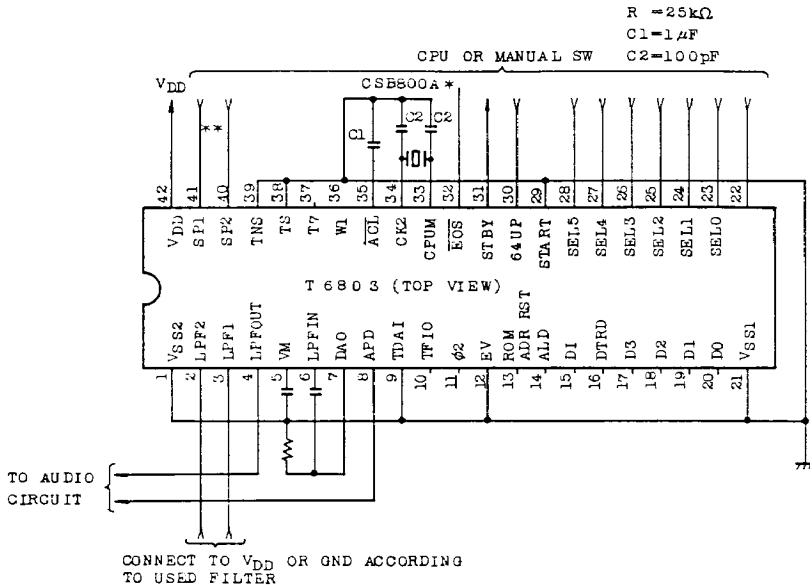 R =25kΩ
C1=1μF
C2=100pF
CPU OR MANUAL SW
VDD
CSB800A *
**
C1
C2
C2
42 41 40 39 38 37 36 35 34 33 32 31 30 29 28 27 26 25 24 23 22
VDD SP1 SP2 TNS TS T7 W1 ACL CK2 CPUM EOS STBY 64UP START SEL5 SEL4 SEL3 SEL2 SEL1 SEL0
T6803 (TOP VIEW)
VSS2 LPF2 LPF1 LPFOUT VM LPFIN DAO APD TDAI TFIO φ2 EV ROM ADR RST ALD DI DTRD D3 D2 D1 D0 VSS1
1 2 3 4 5 6 7 8 9 10 11 12 13 14 15 16 17 18 19 20 21
TO AUDIO
CIRCUIT
CONNECT TO VDD OR GND ACCORDING
TO USED FILTER